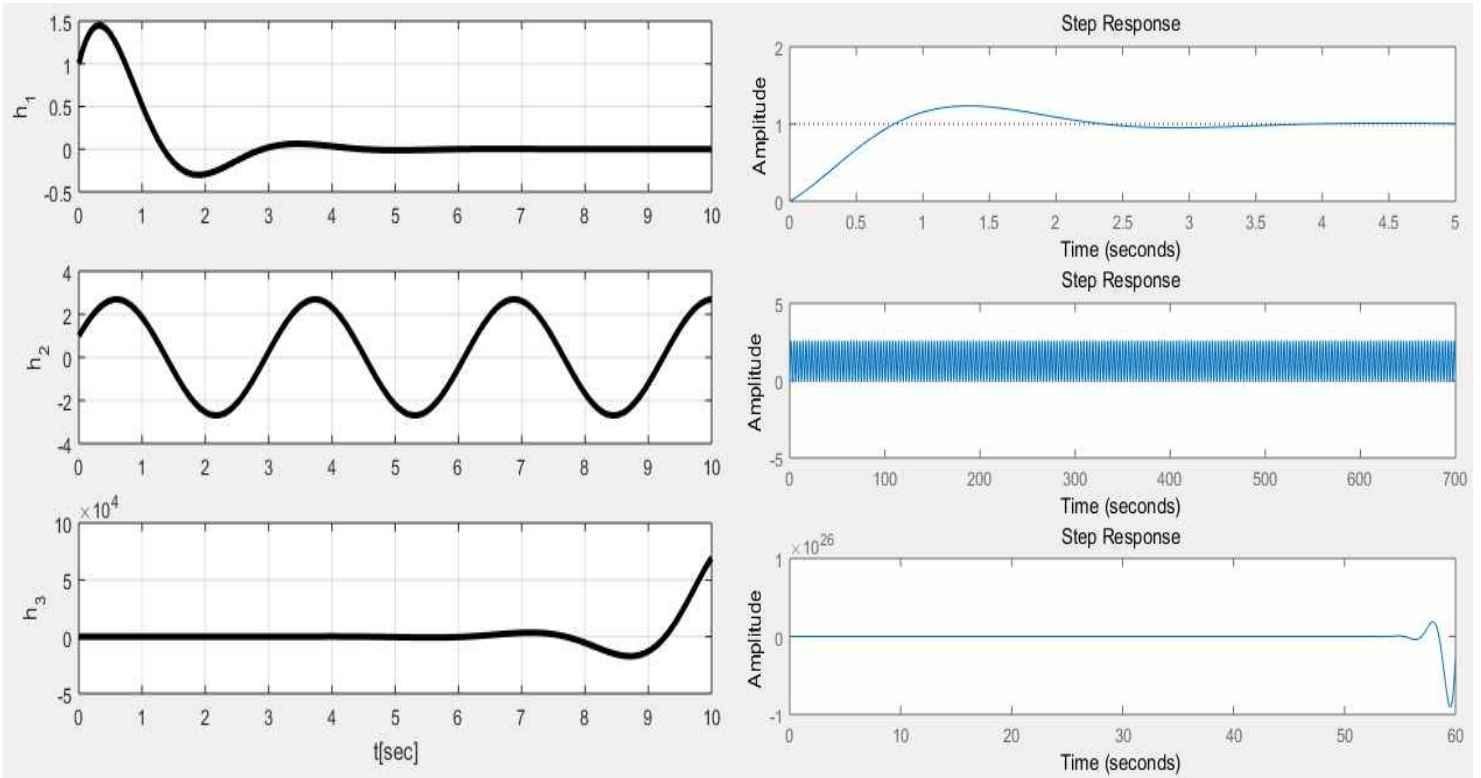 1.5
1
0.5
0
-0.5
h1
0 1 2 3 4 5 6 7 8 9 10
4
2
0
-2
-4
h2
0 1 2 3 4 5 6 7 8 9 10
×10^4
10
5
0
-5
h3
0 1 2 3 4 5 6 7 8 9 10
t[sec]
Step Response
2
1
0
Amplitude
0 0.5 1 1.5 2 2.5 3 3.5 4 4.5 5
Time (seconds)
Step Response
5
0
-5
Amplitude
0 100 200 300 400 500 600 700
Time (seconds)
Step Response
×10^26
1
0
-1
Amplitude
0 10 20 30 40 50 60
Time (seconds)